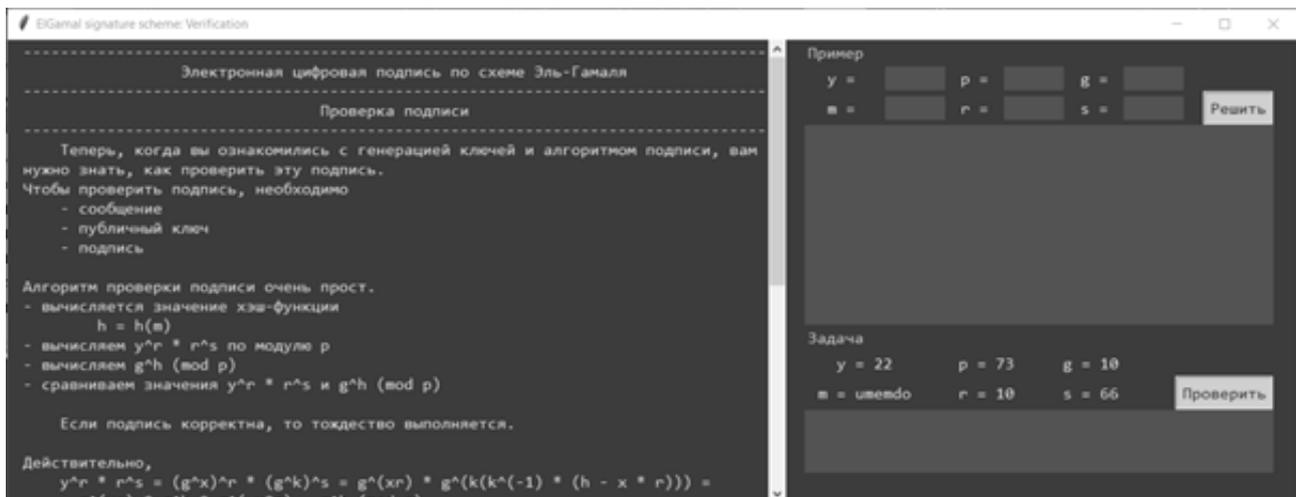 ElGamal signature scheme: Verification
Электронная цифровая подпись по схеме Эль-Гамаля
Проверка подписи
Теперь, когда вы ознакомились с генерацией ключей и алгоритмом подписи, вам
нужно знать, как проверить эту подпись.
Чтобы проверить подпись, необходимо
- сообщение
- публичный ключ
- подпись
Алгоритм проверки подписи очень прост.
- вычисляется значение хэш-функции
h = h(m)
- вычисляем y^r * r^s по модулю p
- вычисляем g^h (mod p)
- сравниваем значения y^r * r^s и g^h (mod p)
Если подпись корректна, то тождество выполняется.
Действительно,
y^r * r^s = (g^x)^r * (g^k)^s = g^(xr) * g^(k(k^(-1) * (h - x * r))) =
Пример
y = p = g =
m = r = s = Решить
Задача
y = 22 p = 73 g = 10
m = umemdo r = 10 s = 66 Проверить